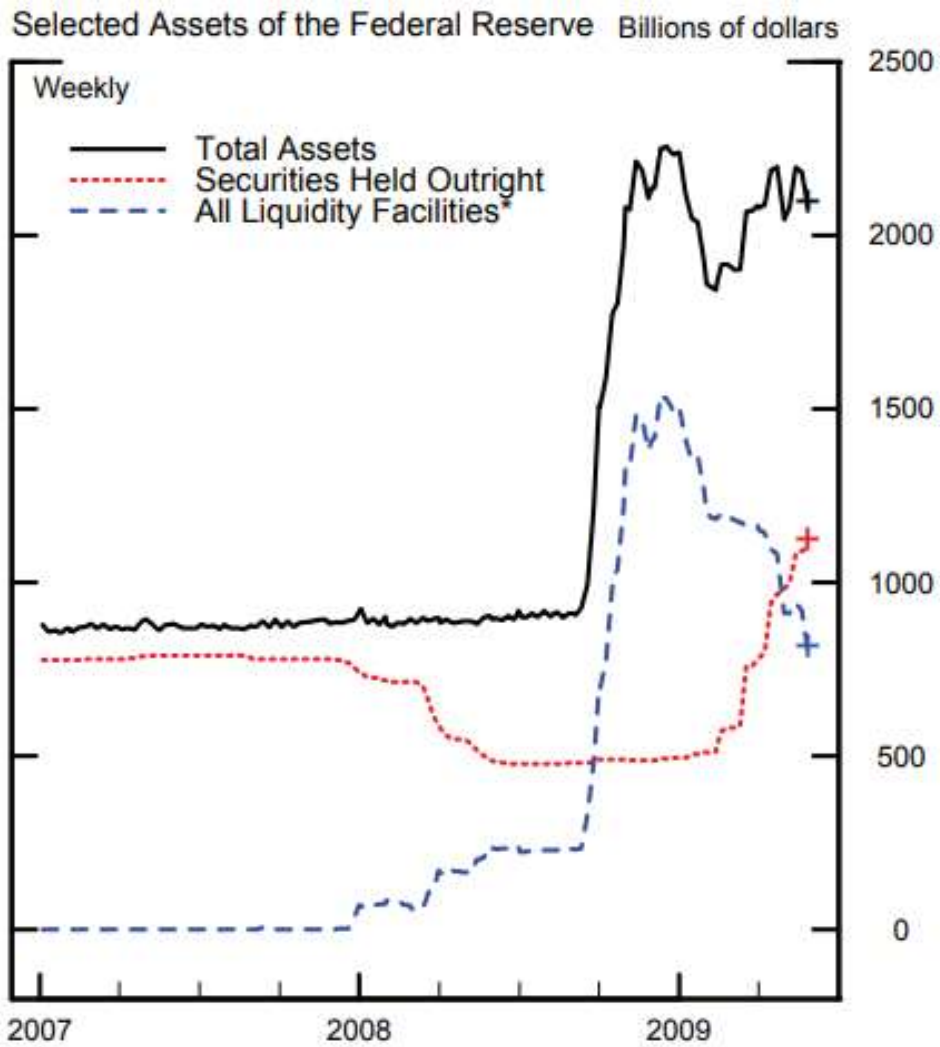 Selected Assets of the Federal Reserve Billions of dollars
2500
Weekly
Total Assets
Securities Held Outright
All Liquidity Facilities*
2000
1500
1000
500
0
2007 2008 2009